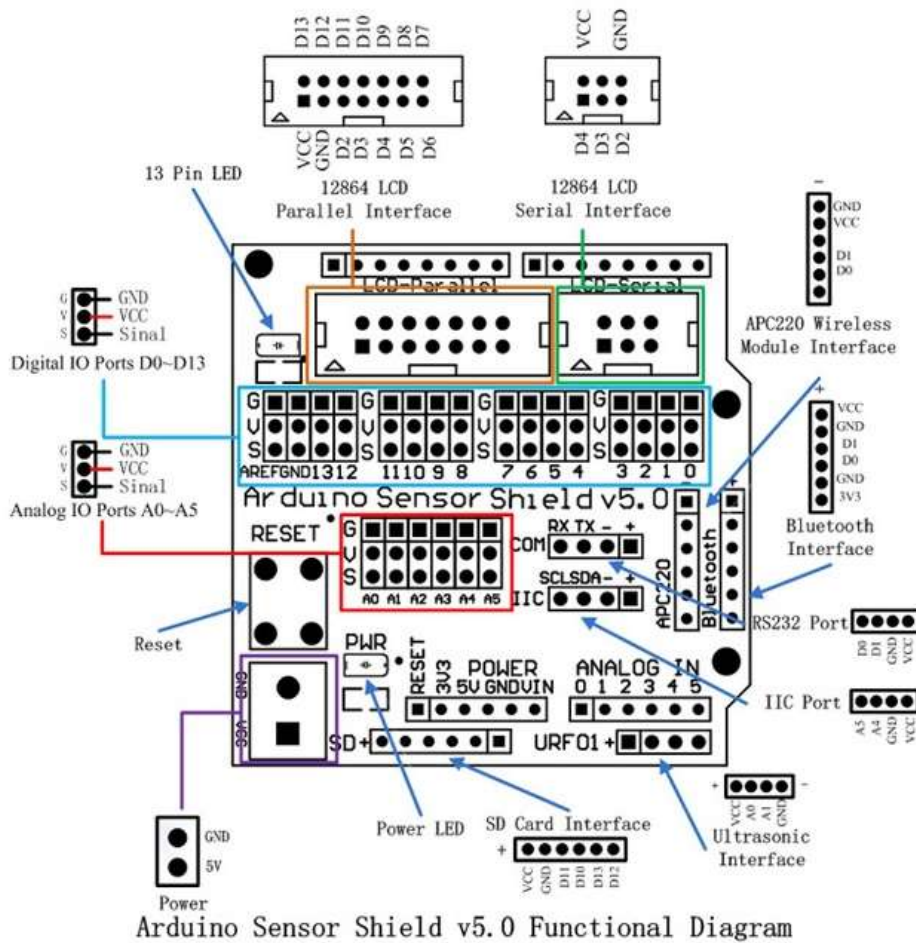 D13 D12 D11 D10 D9 D8 D7
VCC GND D2 D3 D4 D5 D6
VCC GND
D4 D3 D2
13 Pin LED
12864 LCD
Parallel Interface
12864 LCD
Serial Interface
-
GND
VCC
D1
D0
APC220 Wireless
Module Interface
LCD-Parallel
LCD-Serial
G GND
V VCC
S Sinal
Digital IO Ports D0~D13
G GND
V VCC
S Sinal
Analog IO Ports A0~A5
G G G G
V V V V
S S S S
AREF GND 13 12 11 10 9 8 7 6 5 4 3 2 1 0
+
VCC
GND
D1
D0
GND
3V3
Bluetooth
Interface
Arduino Sensor Shield v5.0
- +
APC220
Bluetooth
RESET
G
V
S
A0 A1 A2 A3 A4 A5
RX TX - +
COM
SCL SDA - +
IIC
Reset
RS232 Port
D0 D1 GND VCC
IIC Port
A5 A4 GND VCC
PWR
RESET 3V3 5V GND VIN
POWER
ANALOG IN
0 1 2 3 4 5
GND
VCC
SD+
URF01+
Power LED
SD Card Interface
+
VCC GND D11 D10 D13 D12
+ -
VCC A0 A1 GND
Ultrasonic
Interface
GND
5V
Power
Arduino Sensor Shield v5.0 Functional Diagram